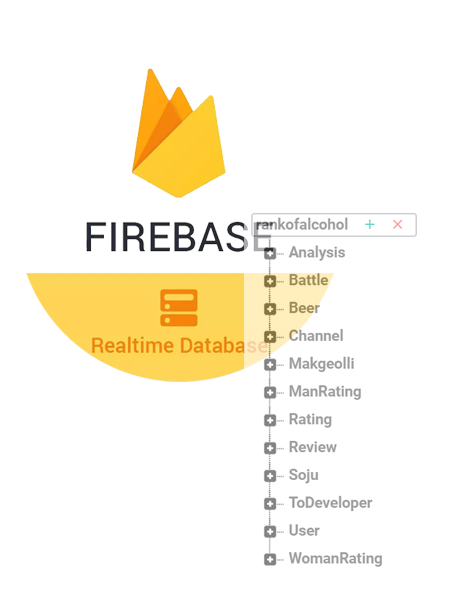 FIREBASE
Realtime Database
rankofalcohol
Analysis
Battle
Beer
Channel
Makgeolli
ManRating
Rating
Review
Soju
ToDeveloper
User
WomanRating